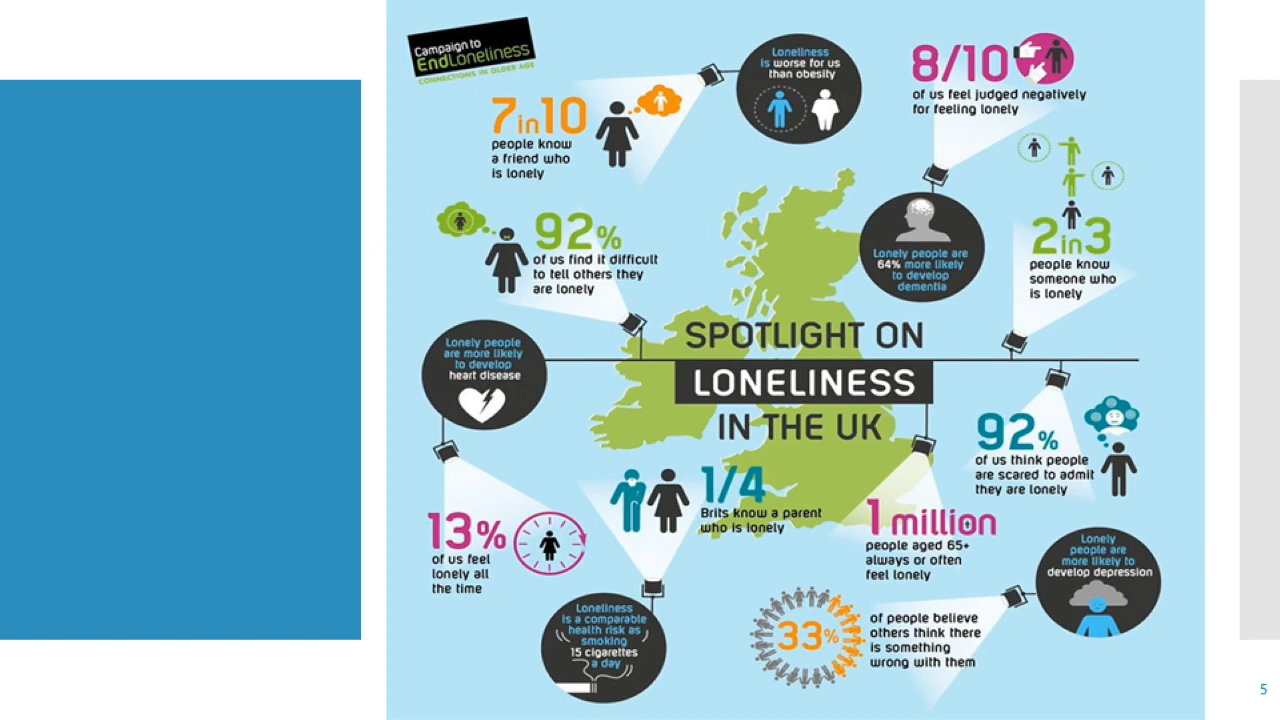 Campaign to
EndLoneliness
CONNECTIONS IN OLDER AGE
7in10
people know
a friend who
is lonely
Loneliness
is worse for us
than obesity
8/10
of us feel judged negatively
for feeling lonely
92%
of us find it difficult
to tell others they
are lonely
Lonely people are
64% more likely
to develop
dementia
2in3
people know
someone who
is lonely
SPOTLIGHT ON
LONELINESS
IN THE UK
Lonely people
are more likely
to develop
heart disease
92%
of us think people
are scared to admit
they are lonely
13%
of us feel
lonely all
the time
1/4
Brits know a parent
who is lonely
1 million
people aged 65+
always or often
feel lonely
Lonely
people are
more likely to
develop depression
Loneliness
is a comparable
health risk as
smoking
15 cigarettes
a day
33%
of people believe
others think there
is something
wrong with them
5